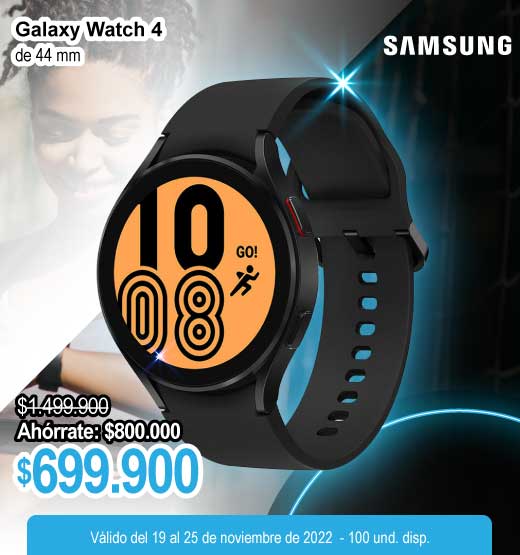 Galaxy Watch 4
de 44 mm
SAMSUNG
10
GO!
08
$1.499.900
Ahórrate: $800.000
$699.900
Válido del 19 al 25 de noviembre de 2022 - 100 und. disp.